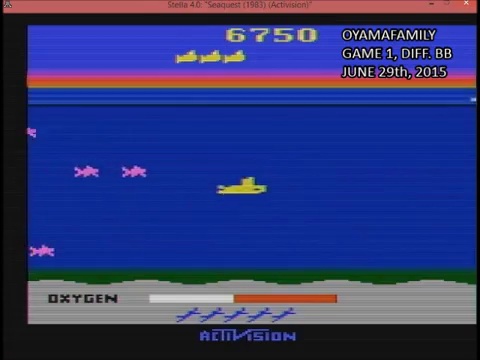 Stella 4.0: "Seaquest (1983) (Activision)"
6750
OYAMAFAMILY
GAME 1, DIFF. BB
JUNE 29th, 2015
OXYGEN
ACTIVISION